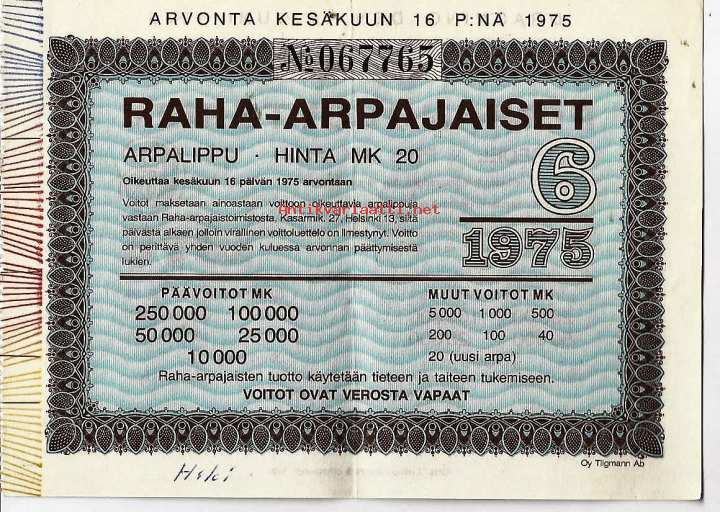 ARVONTA KESÄKUUN 16 P:NÄ 1975
№ 067765
RAHA-ARPAJAISET
ARPALIPPU · HINTA MK 20
6
1975
Oikeuttaa kesäkuun 16 päivän 1975 arvontaan
Voitot maksetaan ainoastaan voittoon oikeuttavia arpalippuja
vastaan Raha-arpajaistoimistosta, Kasarmik. 27, Helsinki 13, siitä
päivästä alkaen jolloin virallinen voittoluettelo on ilmestynyt. Voitto
on perittävä yhden vuoden kuluessa arvonnan päättymisestä
lukien.
Antikvariaatti.net
PÄÄVOITOT MK
250 000 100 000
50 000 25 000
10 000
MUUT VOITOT MK
5 000 1 000 500
200 100 40
20 (uusi arpa)
Raha-arpajaisten tuotto käytetään tieteen ja taiteen tukemiseen.
VOITOT OVAT VEROSTA VAPAAT
Oy Tilgmann Ab